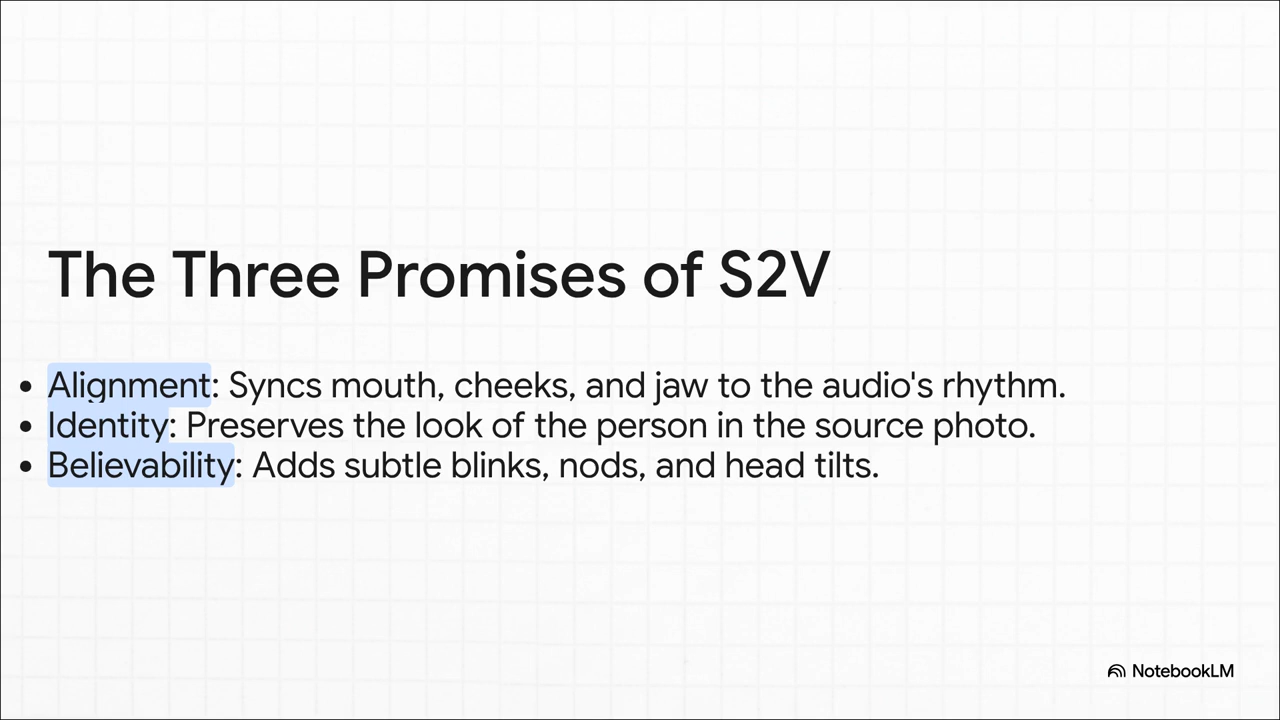 The Three Promises of S2V
• Alignment: Syncs mouth, cheeks, and jaw to the audio's rhythm.
• Identity: Preserves the look of the person in the source photo.
• Believability: Adds subtle blinks, nods, and head tilts.
NotebookLM